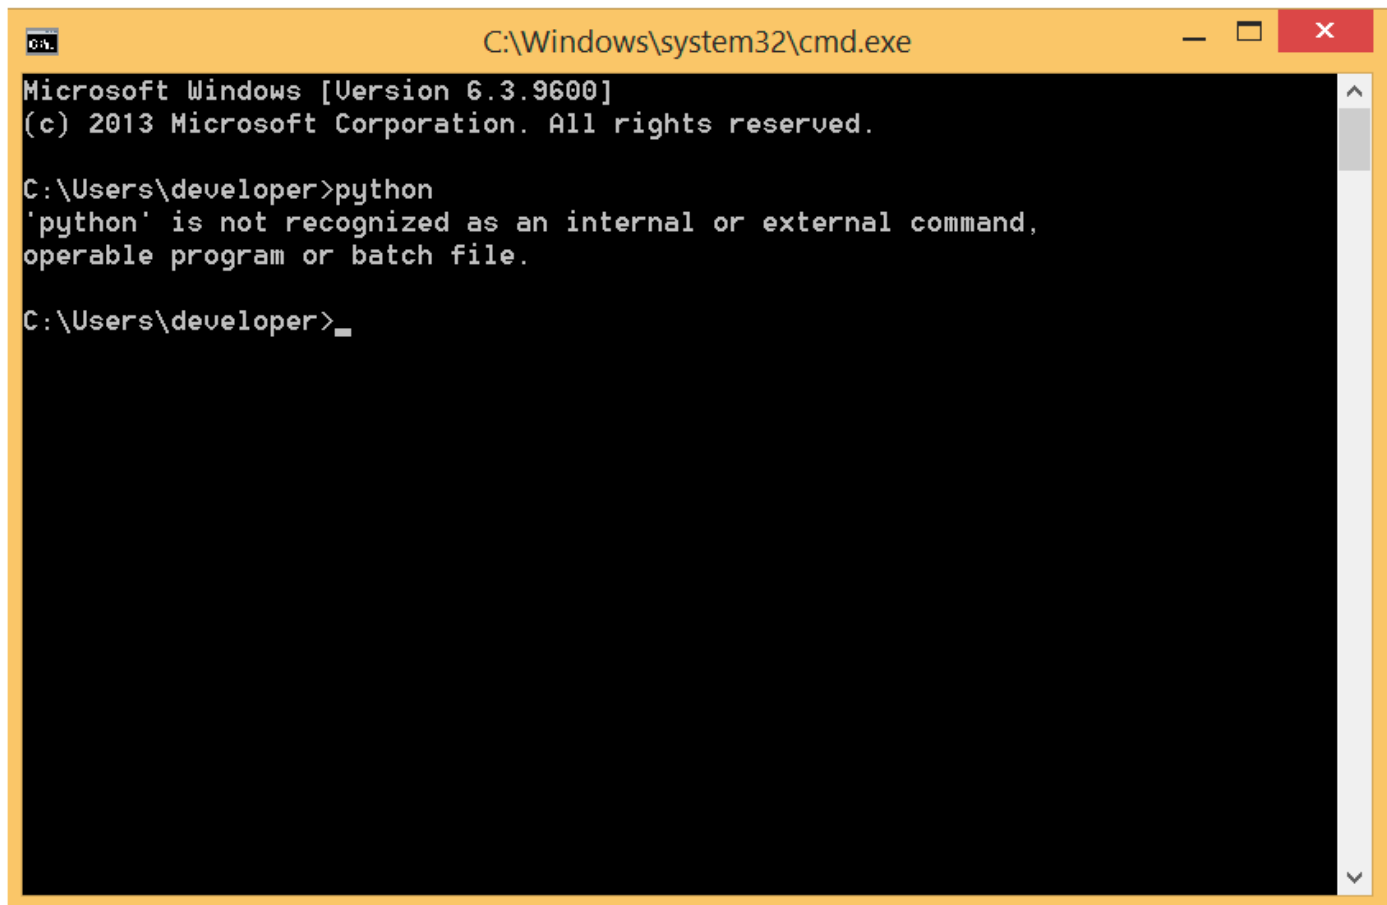 C:\Windows\system32\cmd.exe
Microsoft Windows [Version 6.3.9600]
(c) 2013 Microsoft Corporation. All rights reserved.
C:\Users\developer>python
'python' is not recognized as an internal or external command,
operable program or batch file.
C:\Users\developer>_